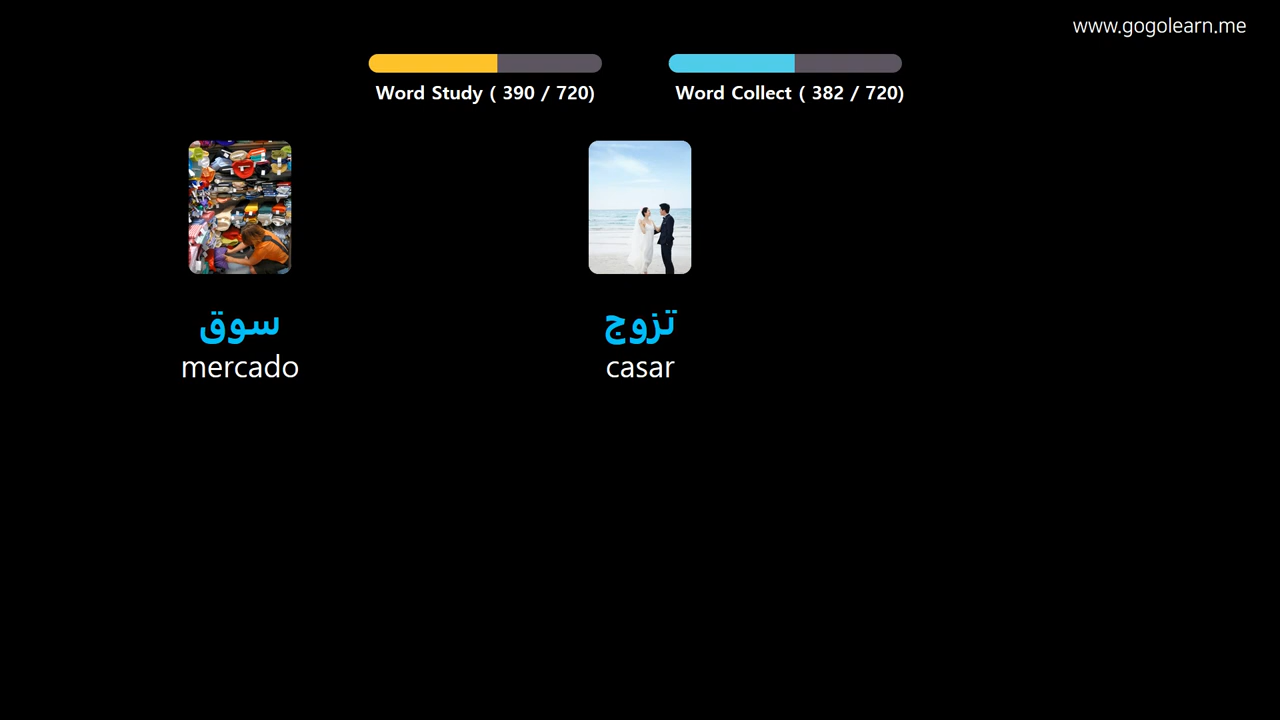 www.gogolearn.me
Word Study ( 390 / 720)
Word Collect ( 382 / 720)
سوق
mercado
تزوج
casar